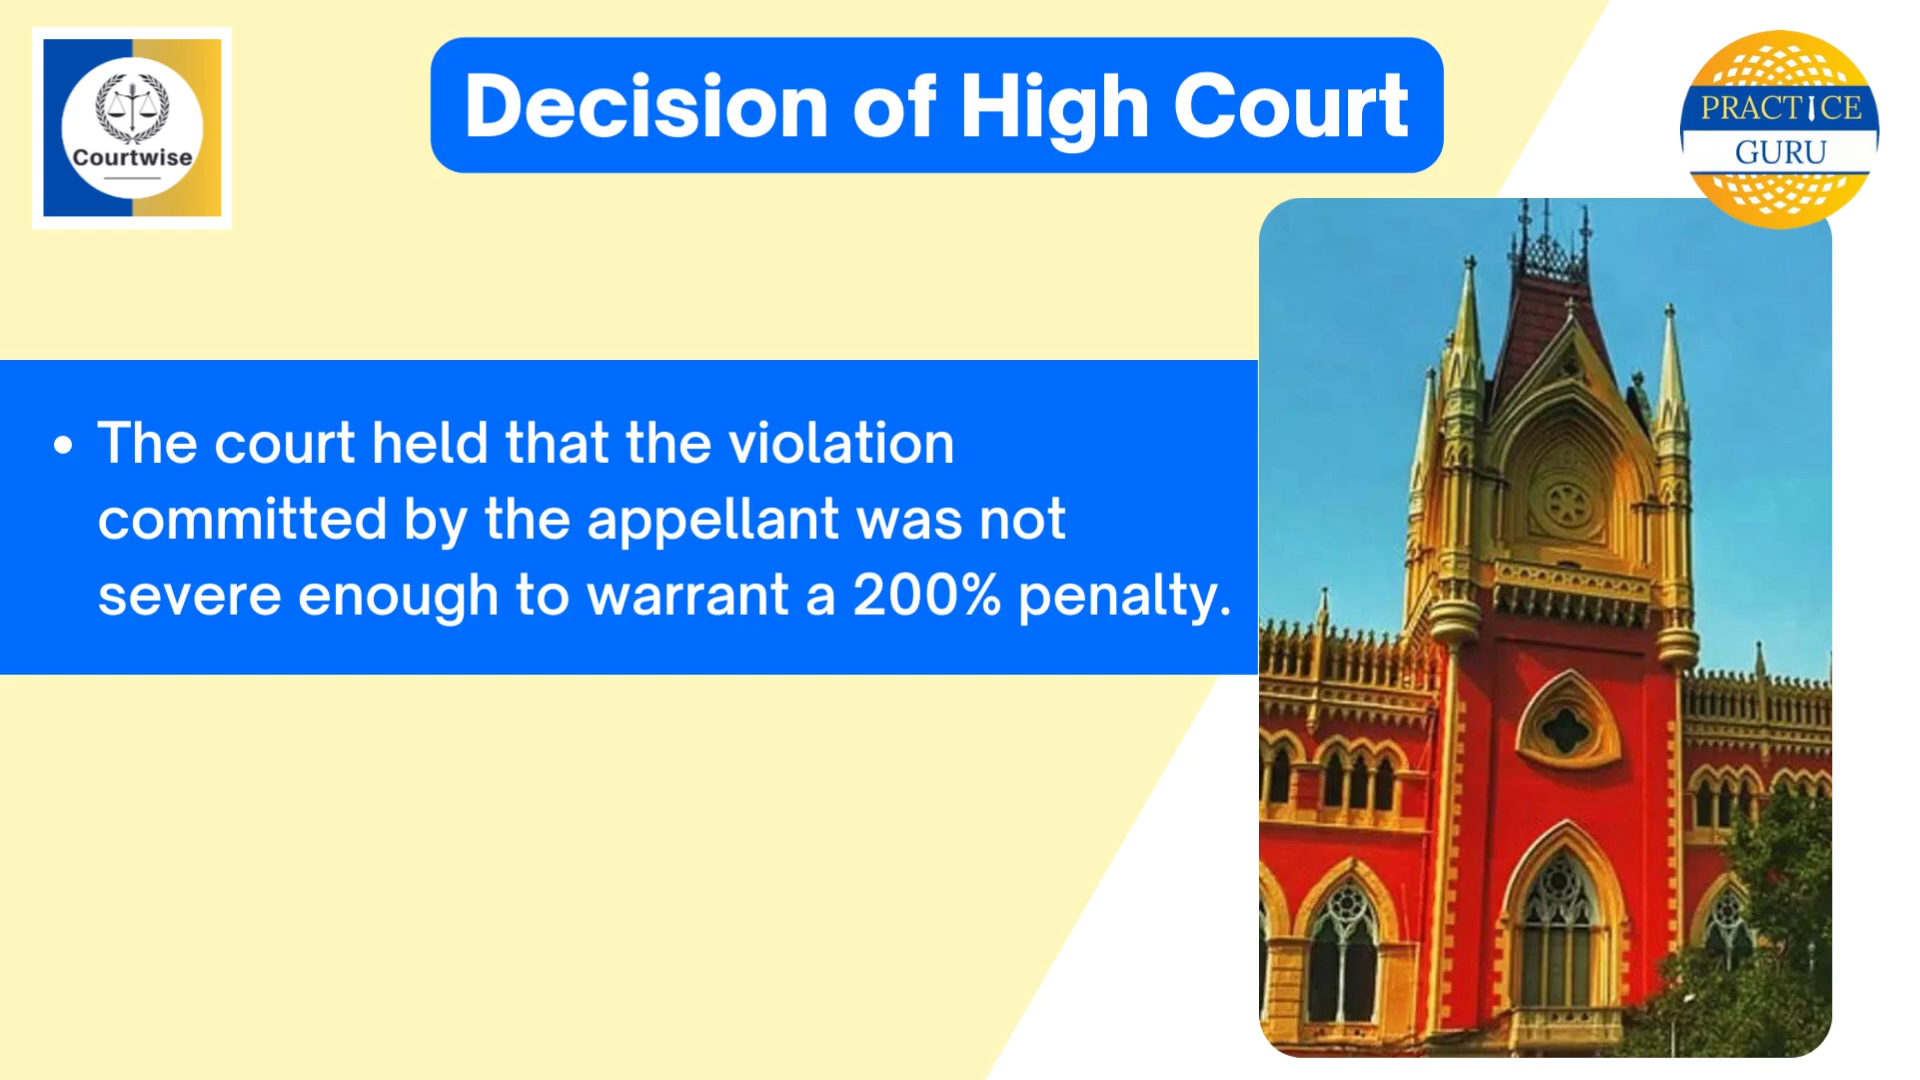 Courtwise
Decision of High Court
PRACTICE
GURU
• The court held that the violation
committed by the appellant was not
severe enough to warrant a 200% penalty.